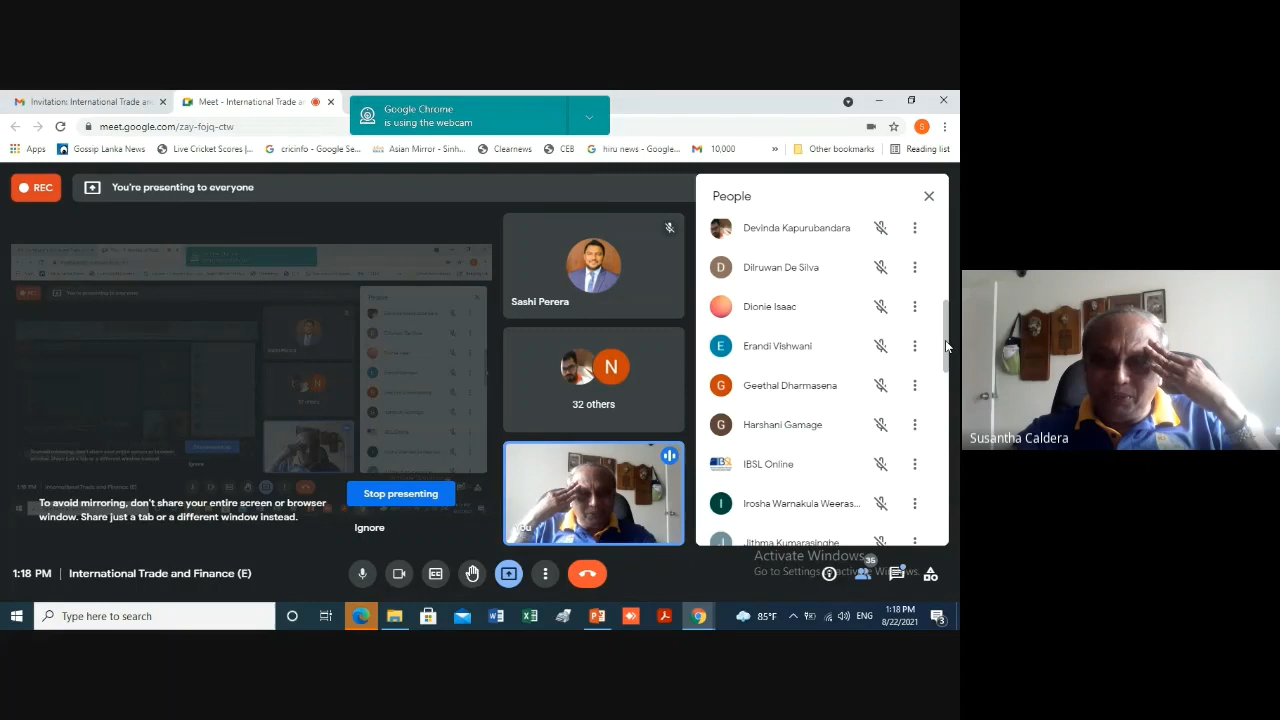 Invitation: International Trade an
Meet - International Trade ar
Google Chrome
is using the webcam
meet.google.com/zay-fojq-ctw
S
Apps
Gossip Lanka News
Live Cricket Scores |...
cricinfo - Google Se...
Asian Mirror - Sinh...
Clearnews
CEB
hiru news - Google...
10,000
»
Other bookmarks
Reading list
REC
You're presenting to everyone
Sashi Perera
N
32 others
You
To avoid mirroring, don't share your entire screen or browser
window. Share just a tab or a different window instead.
Stop presenting
Ignore
People
Devinda Kapurubandara
D
Dilruwan De Silva
Dionie Isaac
E
Erandi Vishwani
G
Geethal Dharmasena
G
Harshani Gamage
IBSL Online
I
Irosha Warnakula Weeras...
Jithma Kumarasinghe
Activate Windows
Go to Settings
1:18 PM | International Trade and Finance (E)
35
Type here to search
85°F
ENG
1:18 PM
8/22/2021
3
Susantha Caldera